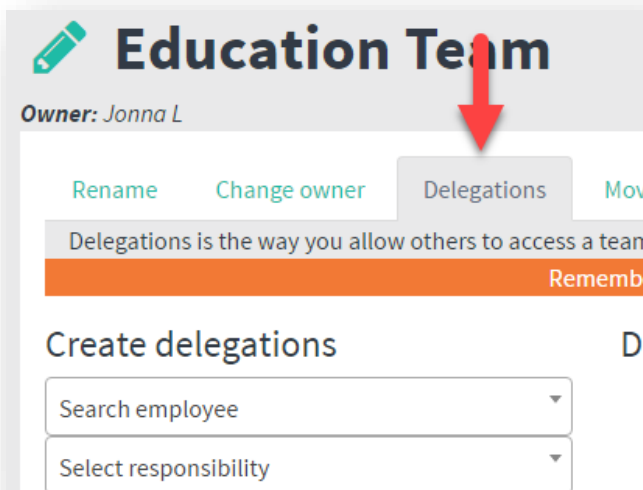 Education Team
Owner: Jonna L
Rename Change owner Delegations
Delegations is the way you allow others to access a
Create delegations
Search employee
Select responsibility